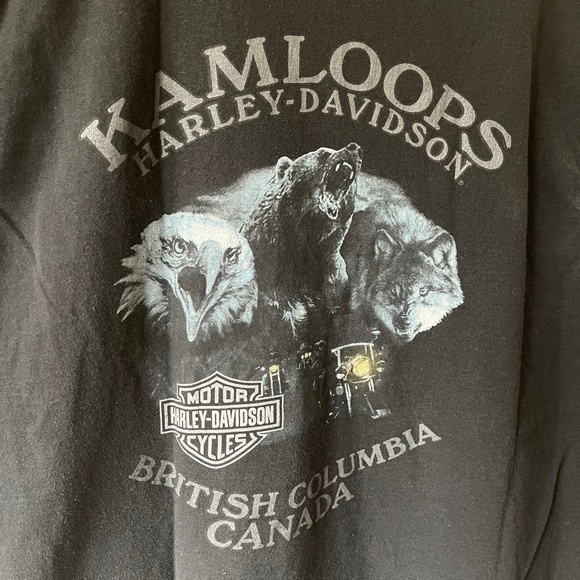 KAMLOOPS
HARLEY-DAVIDSON®
MOTOR
HARLEY-DAVIDSON
CYCLES
BRITISH COLUMBIA
CANADA